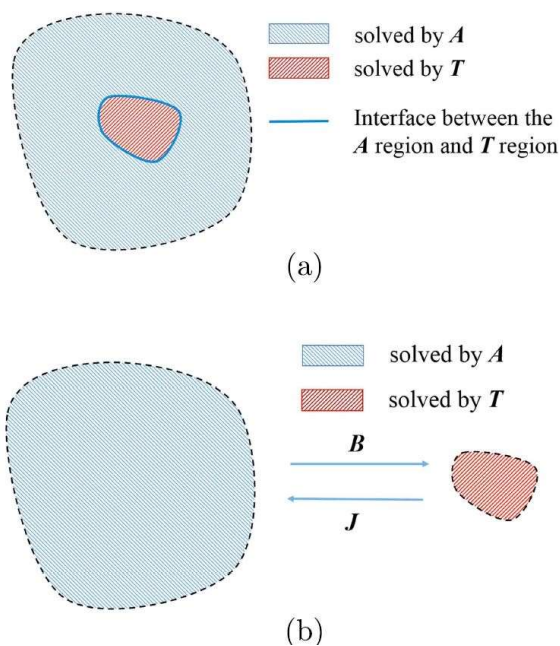 solved by A
solved by T
Interface between the
A region and T region
(a)
solved by A
solved by T
B
J
(b)